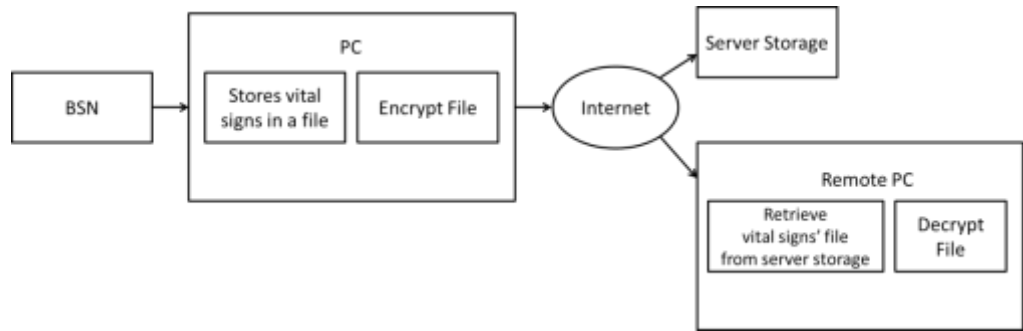 BSN
PC
Stores vital
signs in a file
Encrypt File
Internet
Server Storage
Remote PC
Retrieve
vital signs' file
from server storage
Decrypt
File